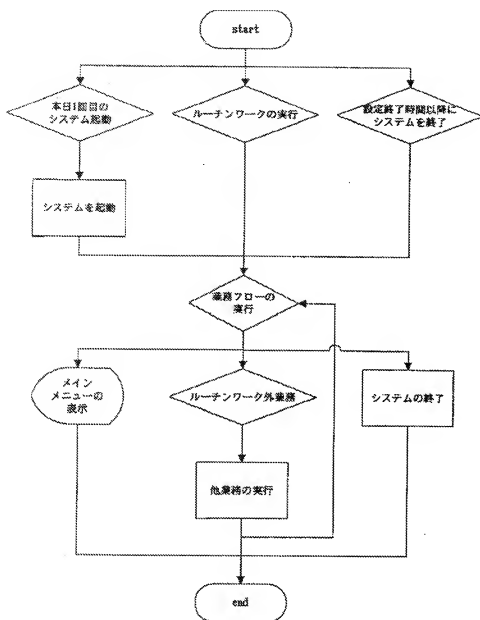 start
本日1回目の
システム起動
ルーチンワークの実行
設定終了時間以降に
システムを終了
システムを起動
業務フローの
実行
メイン
メニューの
表示
ルーチンワーク外業務
システムの終了
他業務の実行
end